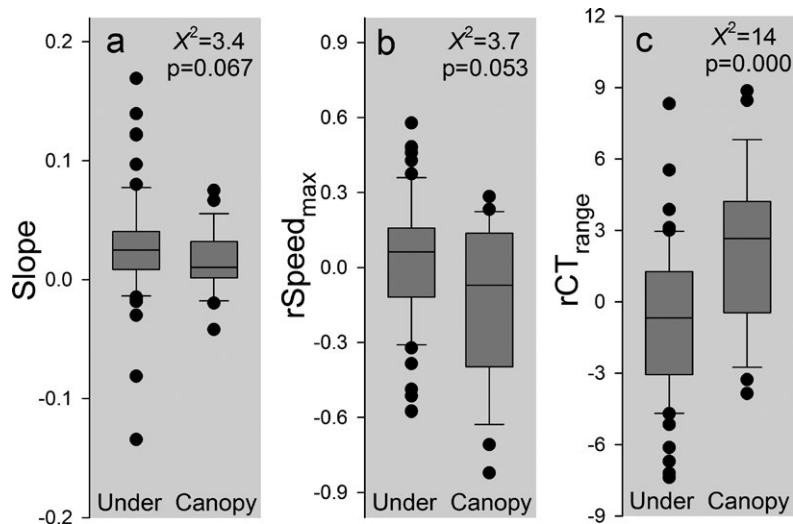 a
X²=3.4
p=0.067
Slope
0.2
0.1
0.0
-0.1
-0.2
Under Canopy
b
X²=3.7
p=0.053
rSpeedmax
0.9
0.6
0.3
0.0
-0.3
-0.6
-0.9
Under Canopy
c
X²=14
p=0.000
rCTrange
12
9
6
3
0
-3
-6
-9
Under Canopy